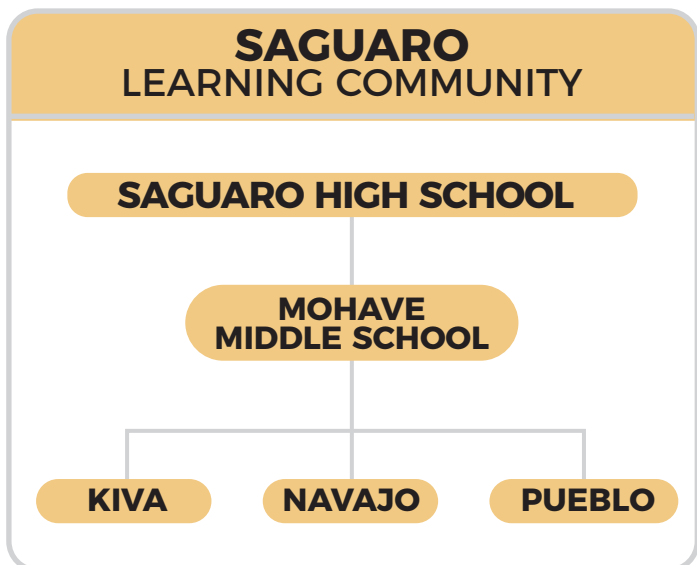 SAGUARO
LEARNING COMMUNITY
SAGUARO HIGH SCHOOL
MOHAVE
MIDDLE SCHOOL
KIVA
NAVAJO
PUEBLO